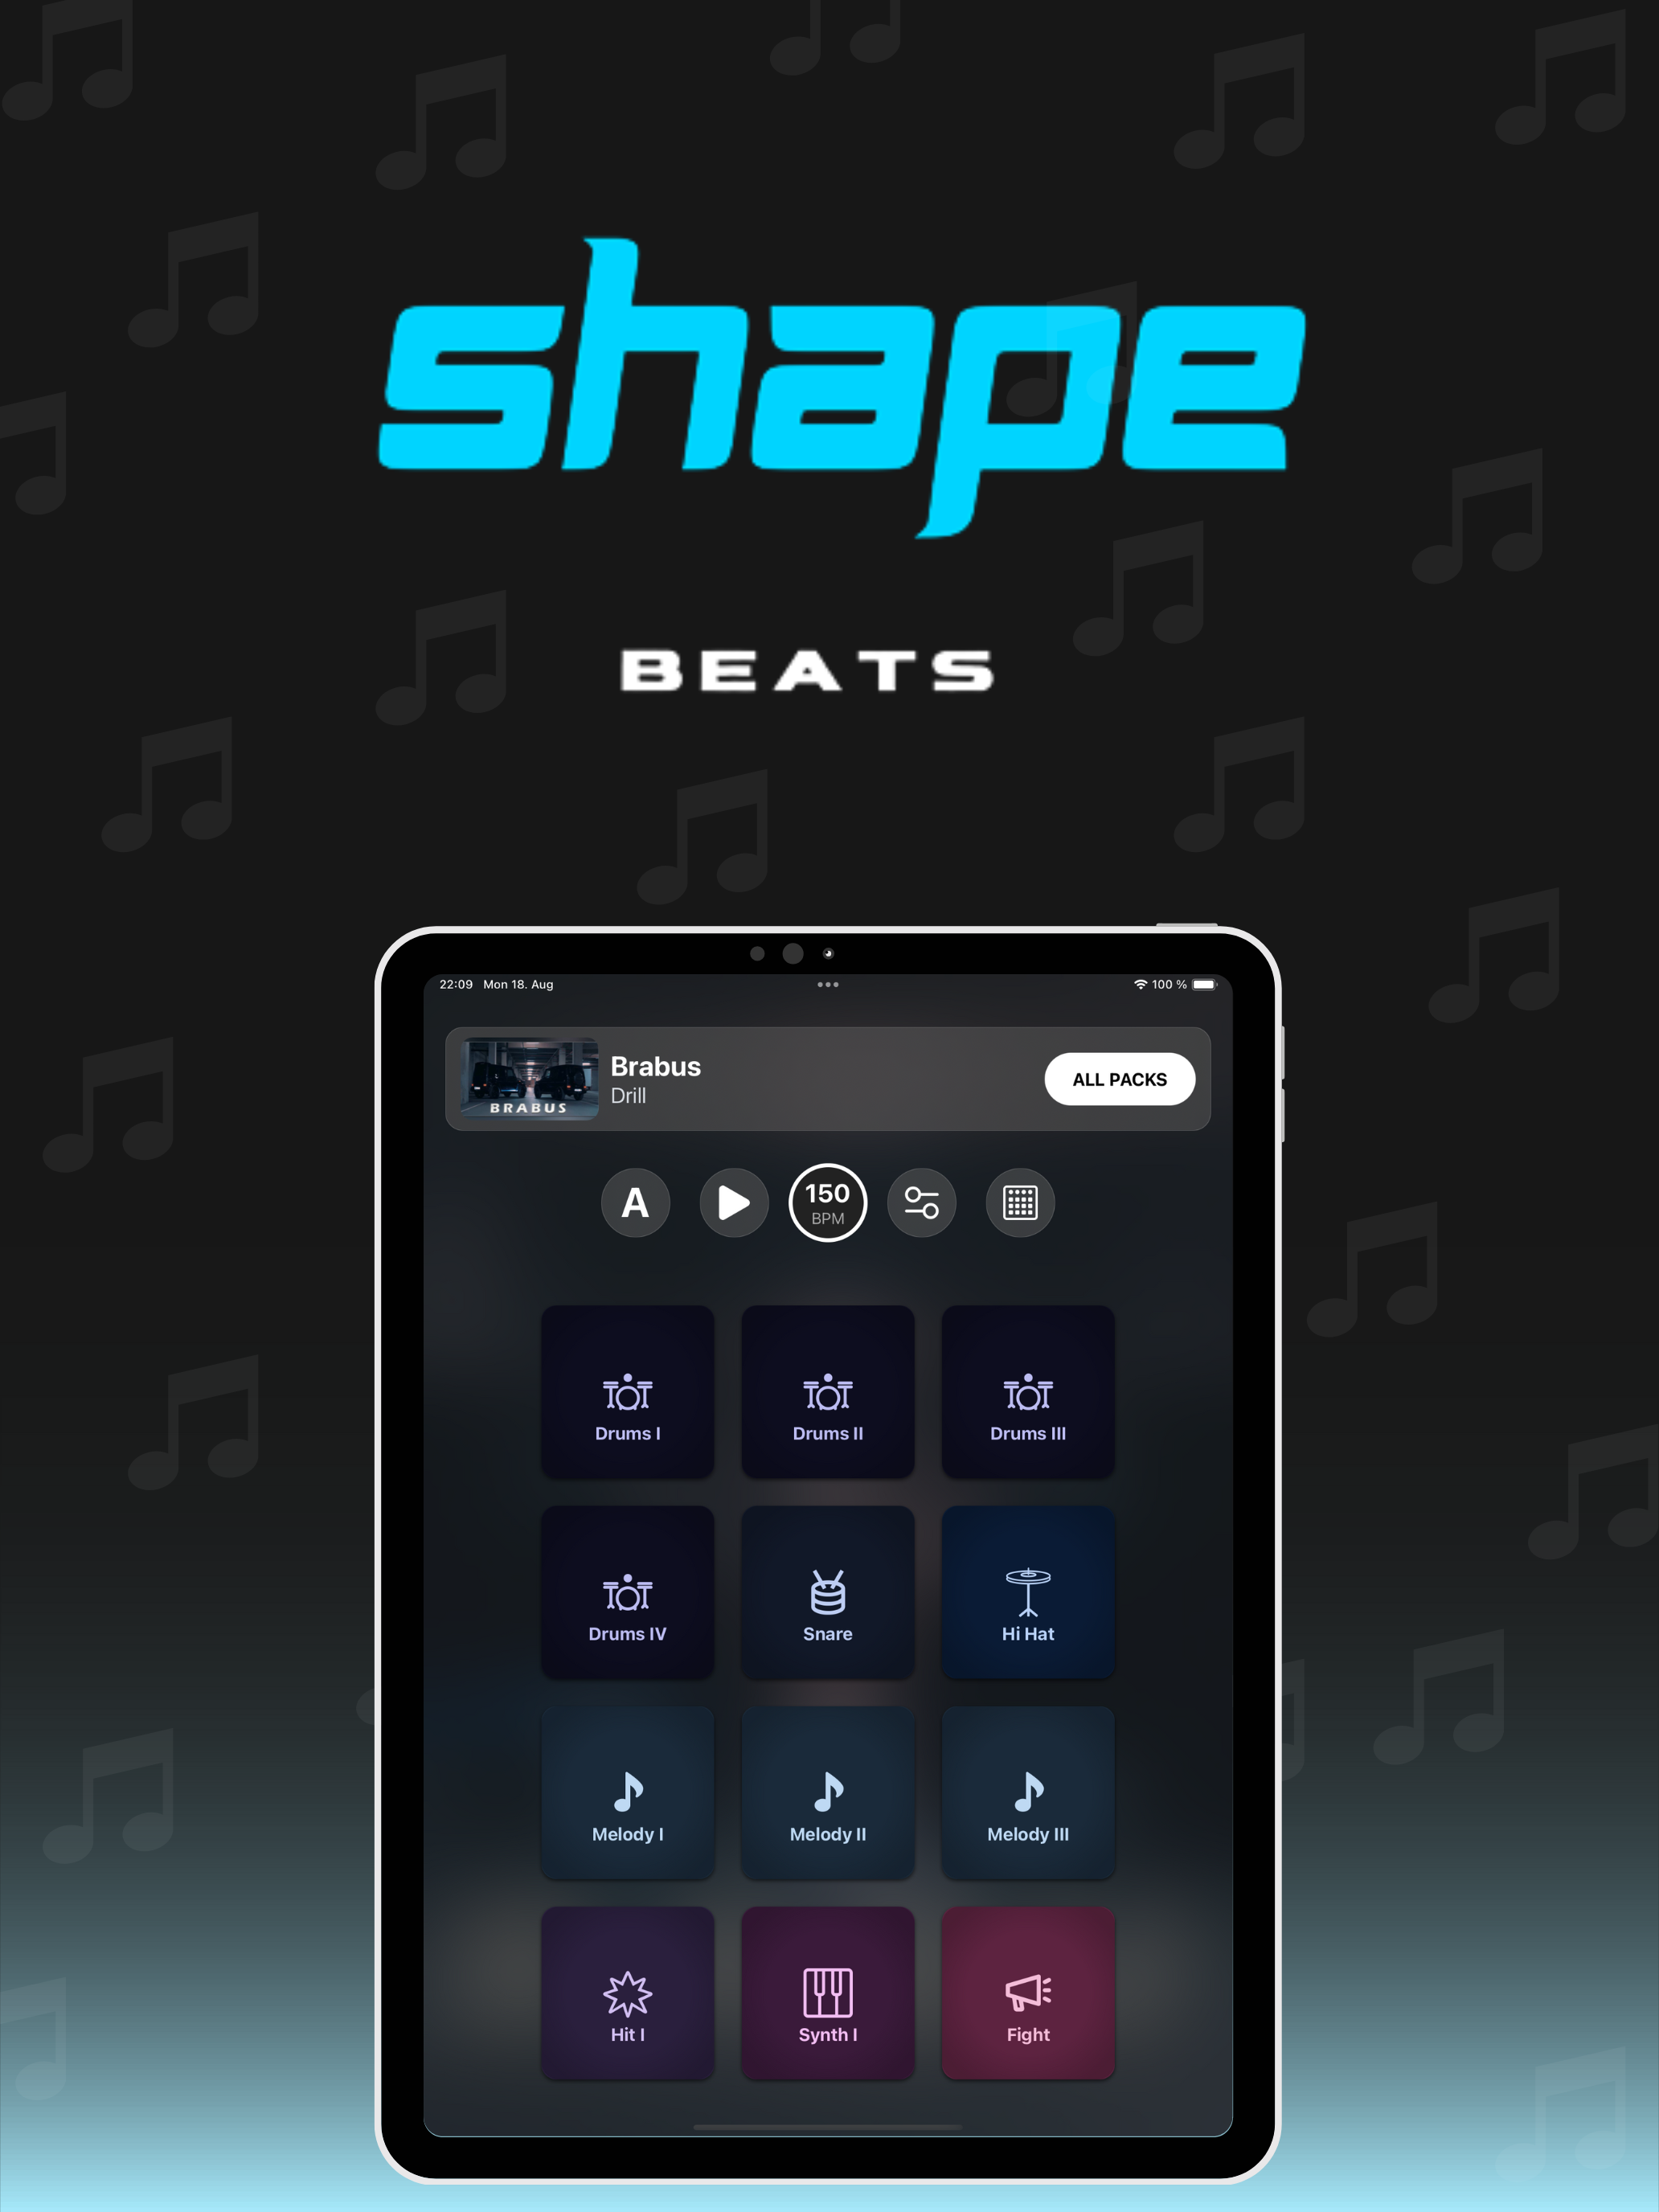 shape
BEATS
22:09 Mon 18. Aug
100 %
BRABUS
Brabus
Drill
ALL PACKS
A
150
BPM
Drums I
Drums II
Drums III
Drums IV
Snare
Hi Hat
Melody I
Melody II
Melody III
Hit I
Synth I
Fight